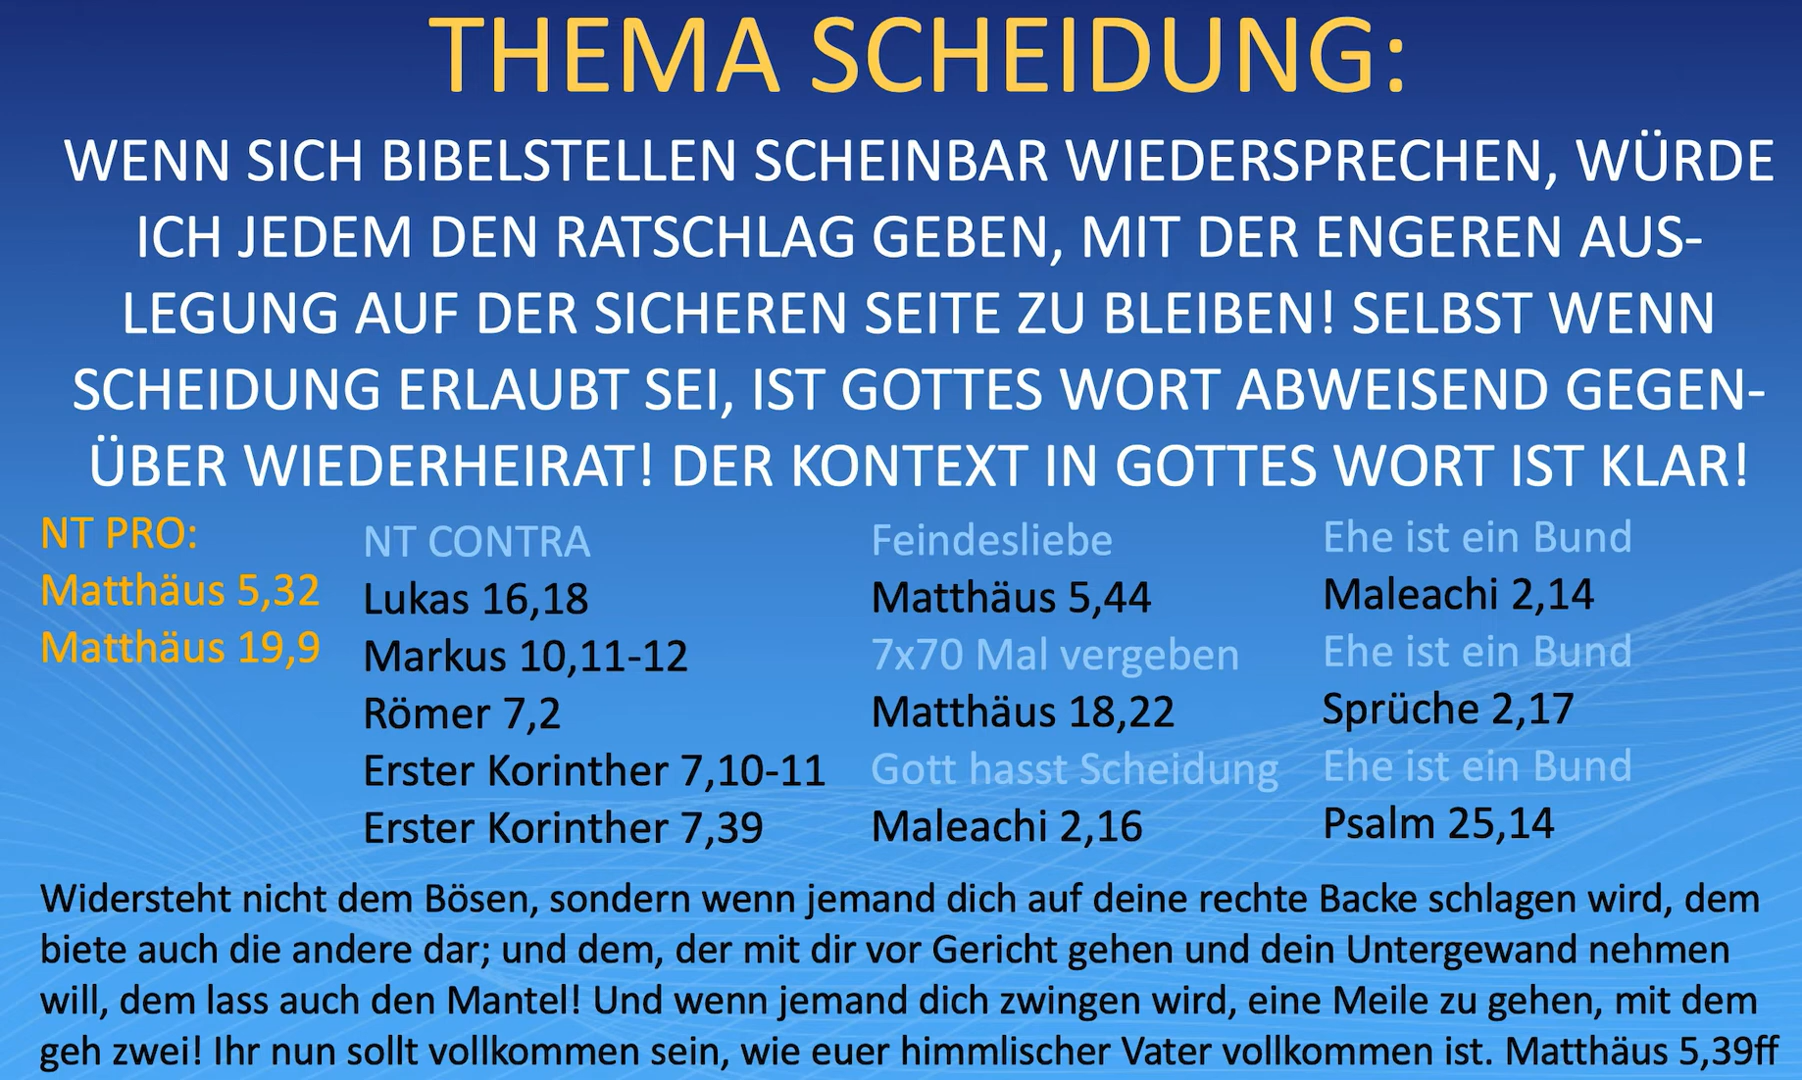 THEMA SCHEIDUNG:
WENN SICH BIBELSTELLEN SCHEINBAR WIEDERSPRECHEN, WÜRDE
ICH JEDEM DEN RATSCHLAG GEBEN, MIT DER ENGEREN AUS-
LEGUNG AUF DER SICHEREN SEITE ZU BLEIBEN! SELBST WENN
SCHEIDUNG ERLAUBT SEI, IST GOTTES WORT ABWEISEND GEGEN-
ÜBER WIEDERHEIRAT! DER KONTEXT IN GOTTES WORT IST KLAR!
NT PRO:
Matthäus 5,32
Matthäus 19,9
NT CONTRA
Lukas 16,18
Markus 10,11-12
Römer 7,2
Erster Korinther 7,10-11
Erster Korinther 7,39
Feindesliebe
Matthäus 5,44
7x70 Mal vergeben
Matthäus 18,22
Gott hasst Scheidung
Maleachi 2,16
Ehe ist ein Bund
Maleachi 2,14
Ehe ist ein Bund
Sprüche 2,17
Ehe ist ein Bund
Psalm 25,14
Widersteht nicht dem Bösen, sondern wenn jemand dich auf deine rechte Backe schlagen wird, dem
biete auch die andere dar; und dem, der mit dir vor Gericht gehen und dein Untergewand nehmen
will, dem lass auch den Mantel! Und wenn jemand dich zwingen wird, eine Meile zu gehen, mit dem
geh zwei! Ihr nun sollt vollkommen sein, wie euer himmlischer Vater vollkommen ist. Matthäus 5,39ff